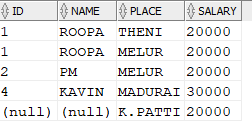 ID NAME PLACE SALARY
1 ROOPA THENI 20000
1 ROOPA MELUR 20000
2 PM MELUR 20000
4 KAVIN MADURAI 30000
(null) (null) K.PATTI 20000